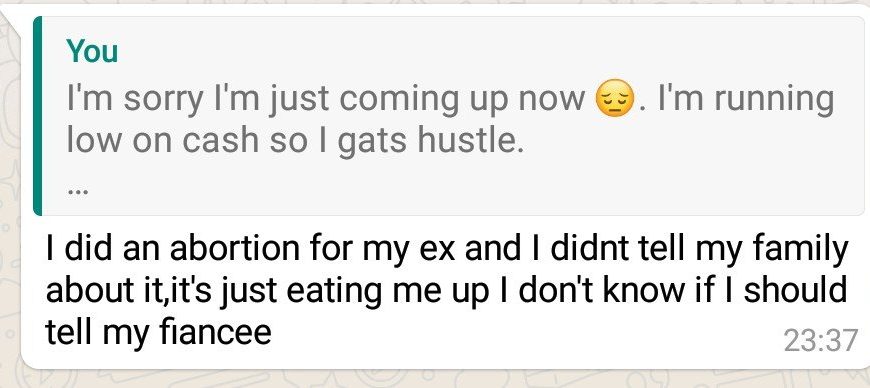 You
I'm sorry I'm just coming up now 😔. I'm running
low on cash so I gats hustle.
...
I did an abortion for my ex and I didnt tell my family
about it,it's just eating me up I don't know if I should
tell my fiancee
23:37